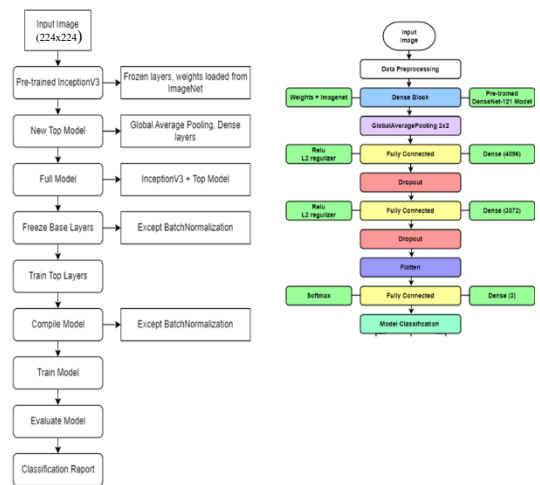 Input Image
(224x224)
Pre-trained InceptionV3
Frozen layers, weights loaded from
ImageNet
New Top Model
Global Average Pooling, Dense
layers
Full Model
InceptionV3 + Top Model
Freeze Base Layers
Except BatchNormalization
Train Top Layers
Compile Model
Except BatchNormalization
Train Model
Evaluate Model
Classification Report
Input
Image
Data Preprocessing
Weights = Imagenet
Dense Block
Pre-trained
DenseNet-121 Model
GlobalAveragePooling 2x2
Relu
L2 regulizer
Fully Connected
Dense (4096)
Dropout
Relu
L2 regulizer
Fully Connected
Dense (3072)
Dropout
Flatten
Softmax
Fully Connected
Dense (3)
Model Classification